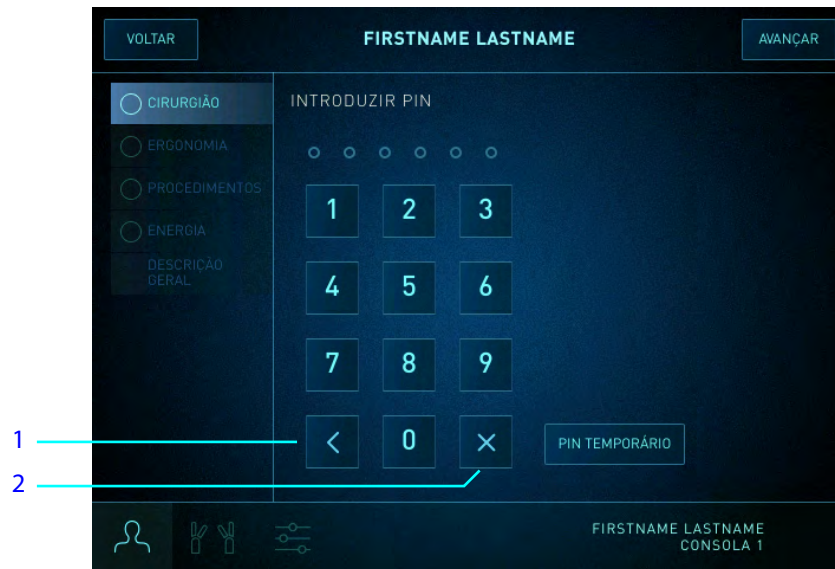 VOLTAR
FIRSTNAME LASTNAME
AVANÇAR
CIRURGIÃO
ERGONOMIA
PROCEDIMENTOS
ENERGIA
DESCRIÇÃO
GERAL
INTRODUZIR PIN
1 2 3
4 5 6
7 8 9
0
PIN TEMPORÁRIO
1
2
FIRSTNAME LASTNAME
CONSOLA 1